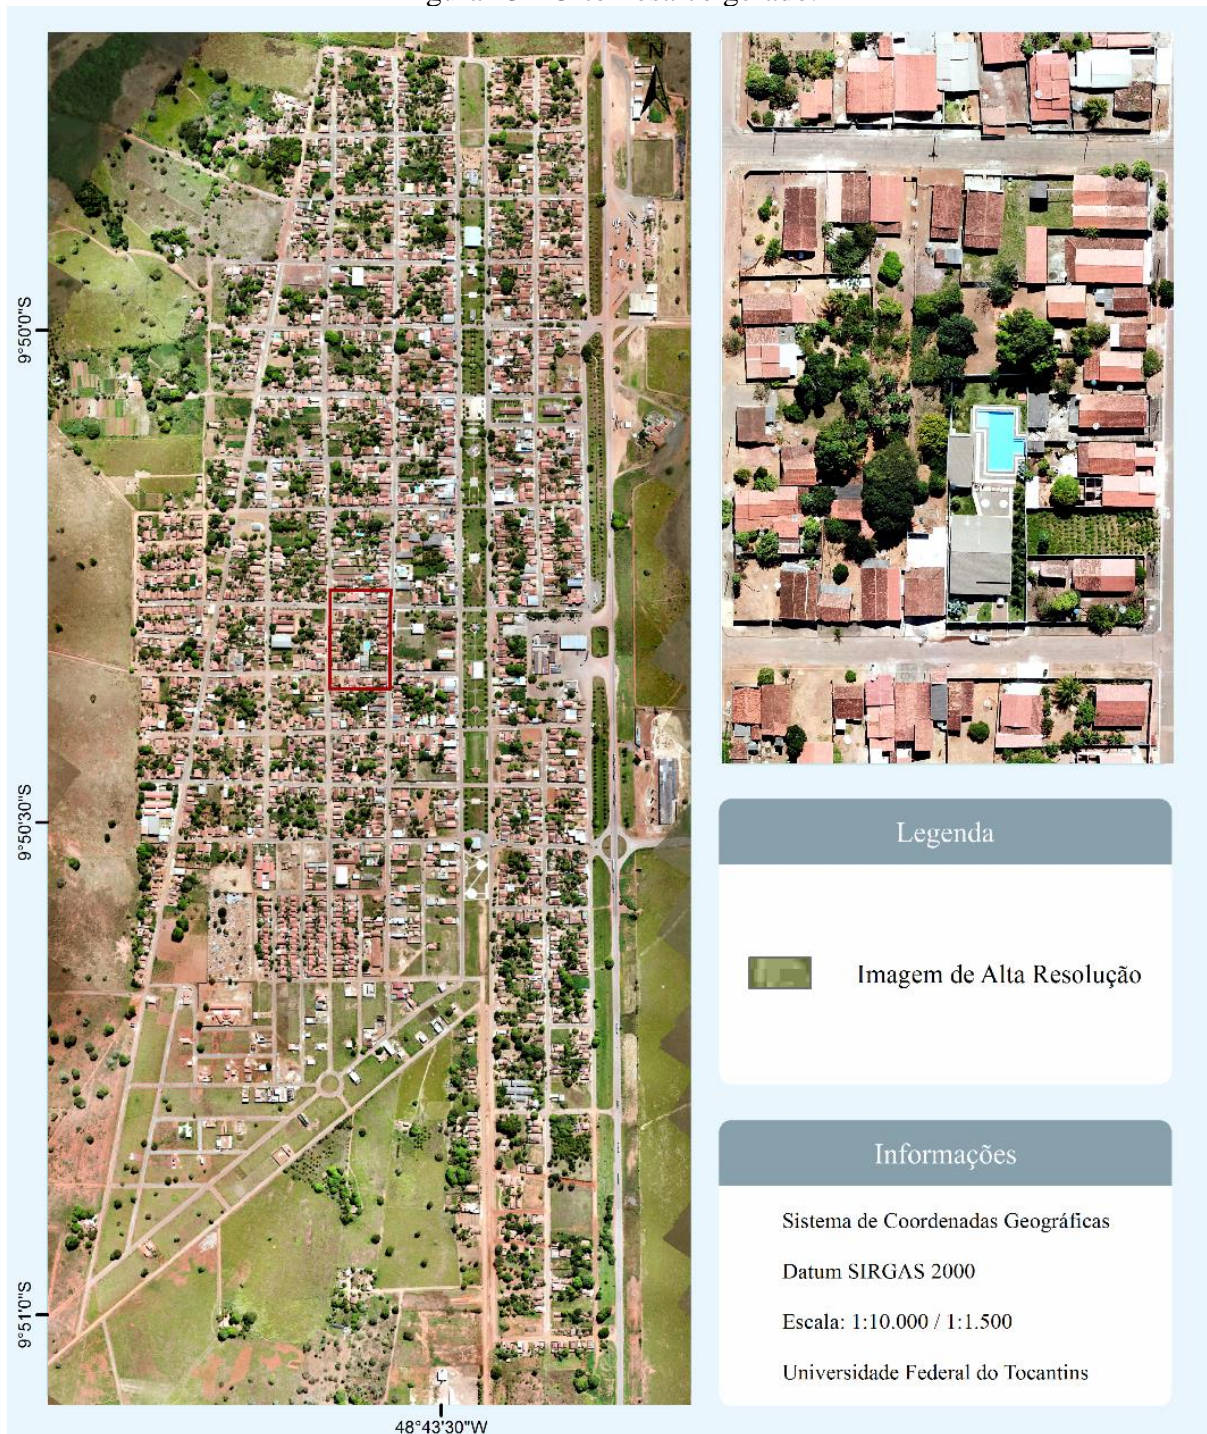 N
9°50'0"S
9°50'30"S
9°51'0"S
48°43'30"W
Legenda
Imagem de Alta Resolução
Informações
Sistema de Coordenadas Geográficas
Datum SIRGAS 2000
Escala: 1:10.000 / 1:1.500
Universidade Federal do Tocantins